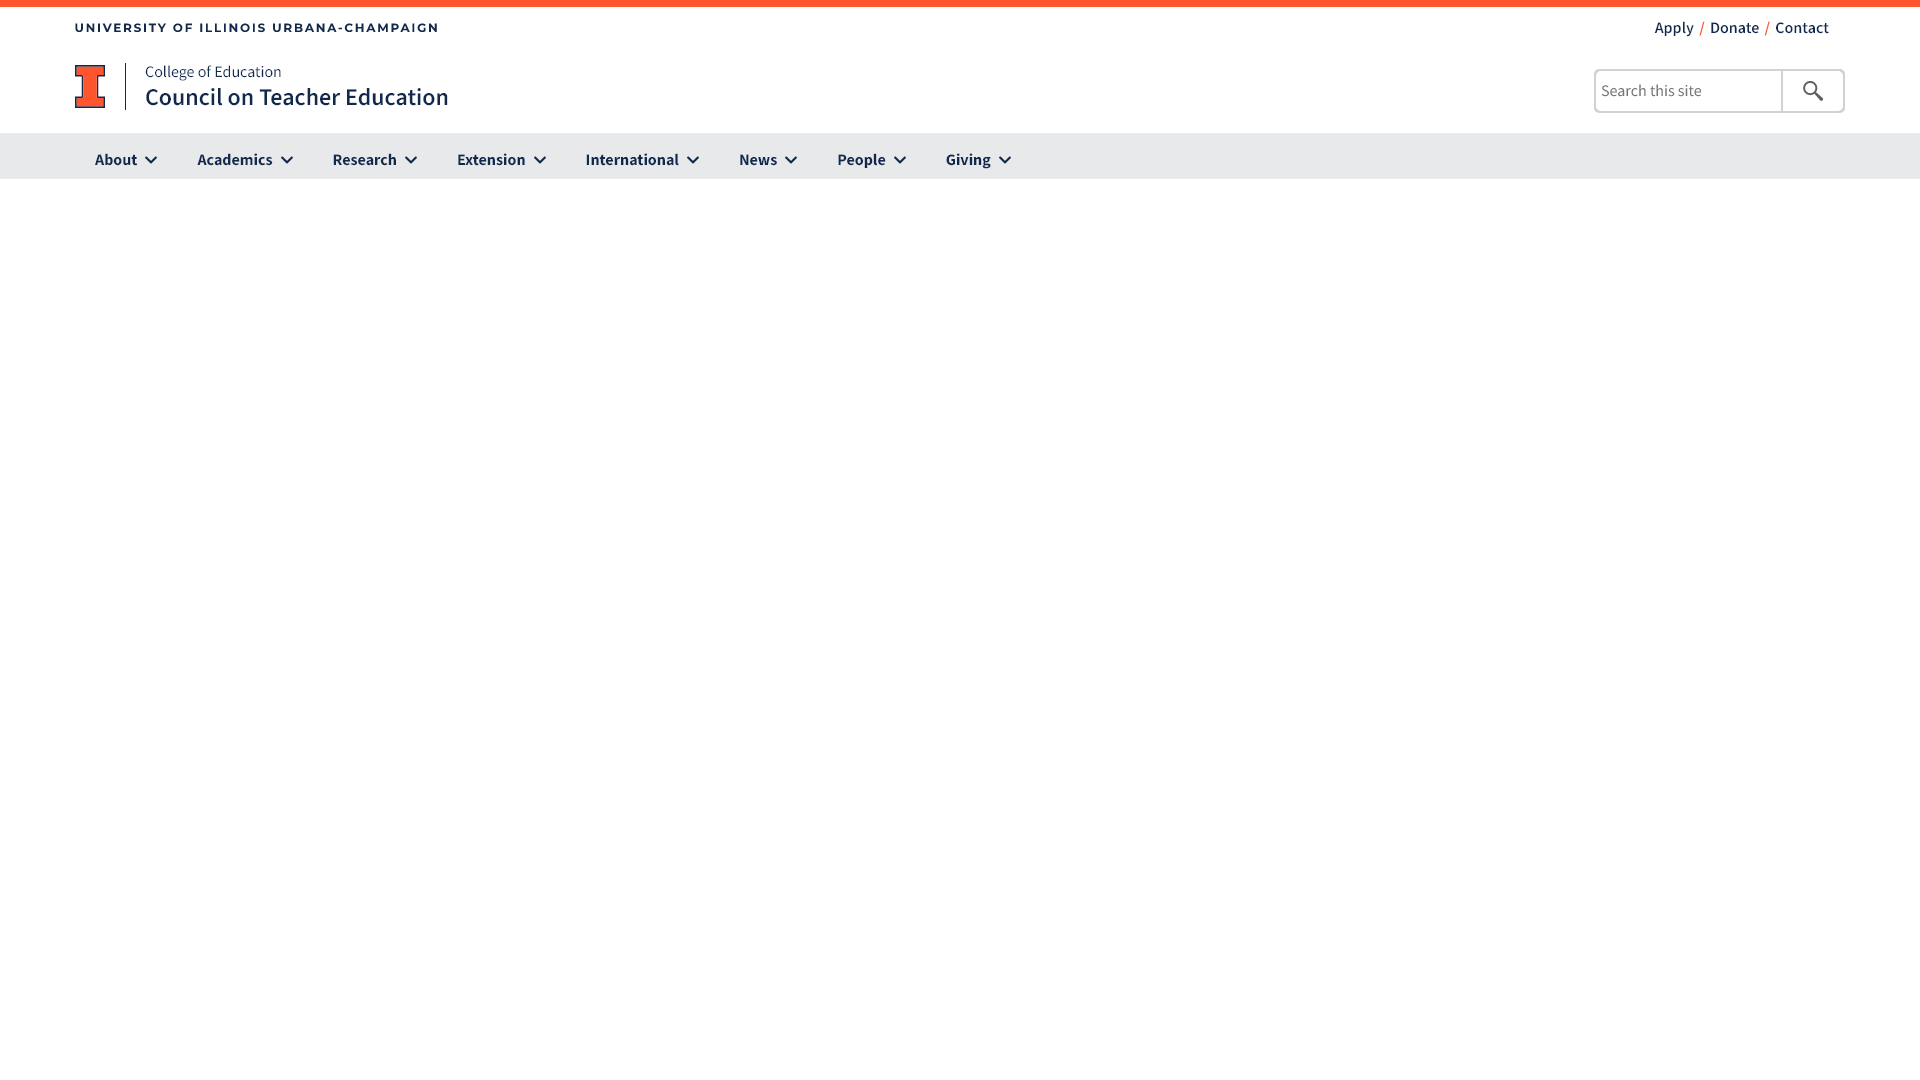 UNIVERSITY OF ILLINOIS URBANA-CHAMPAIGN
Apply / Donate / Contact
College of Education
Council on Teacher Education
Search this site
About Academics Research Extension International News People Giving